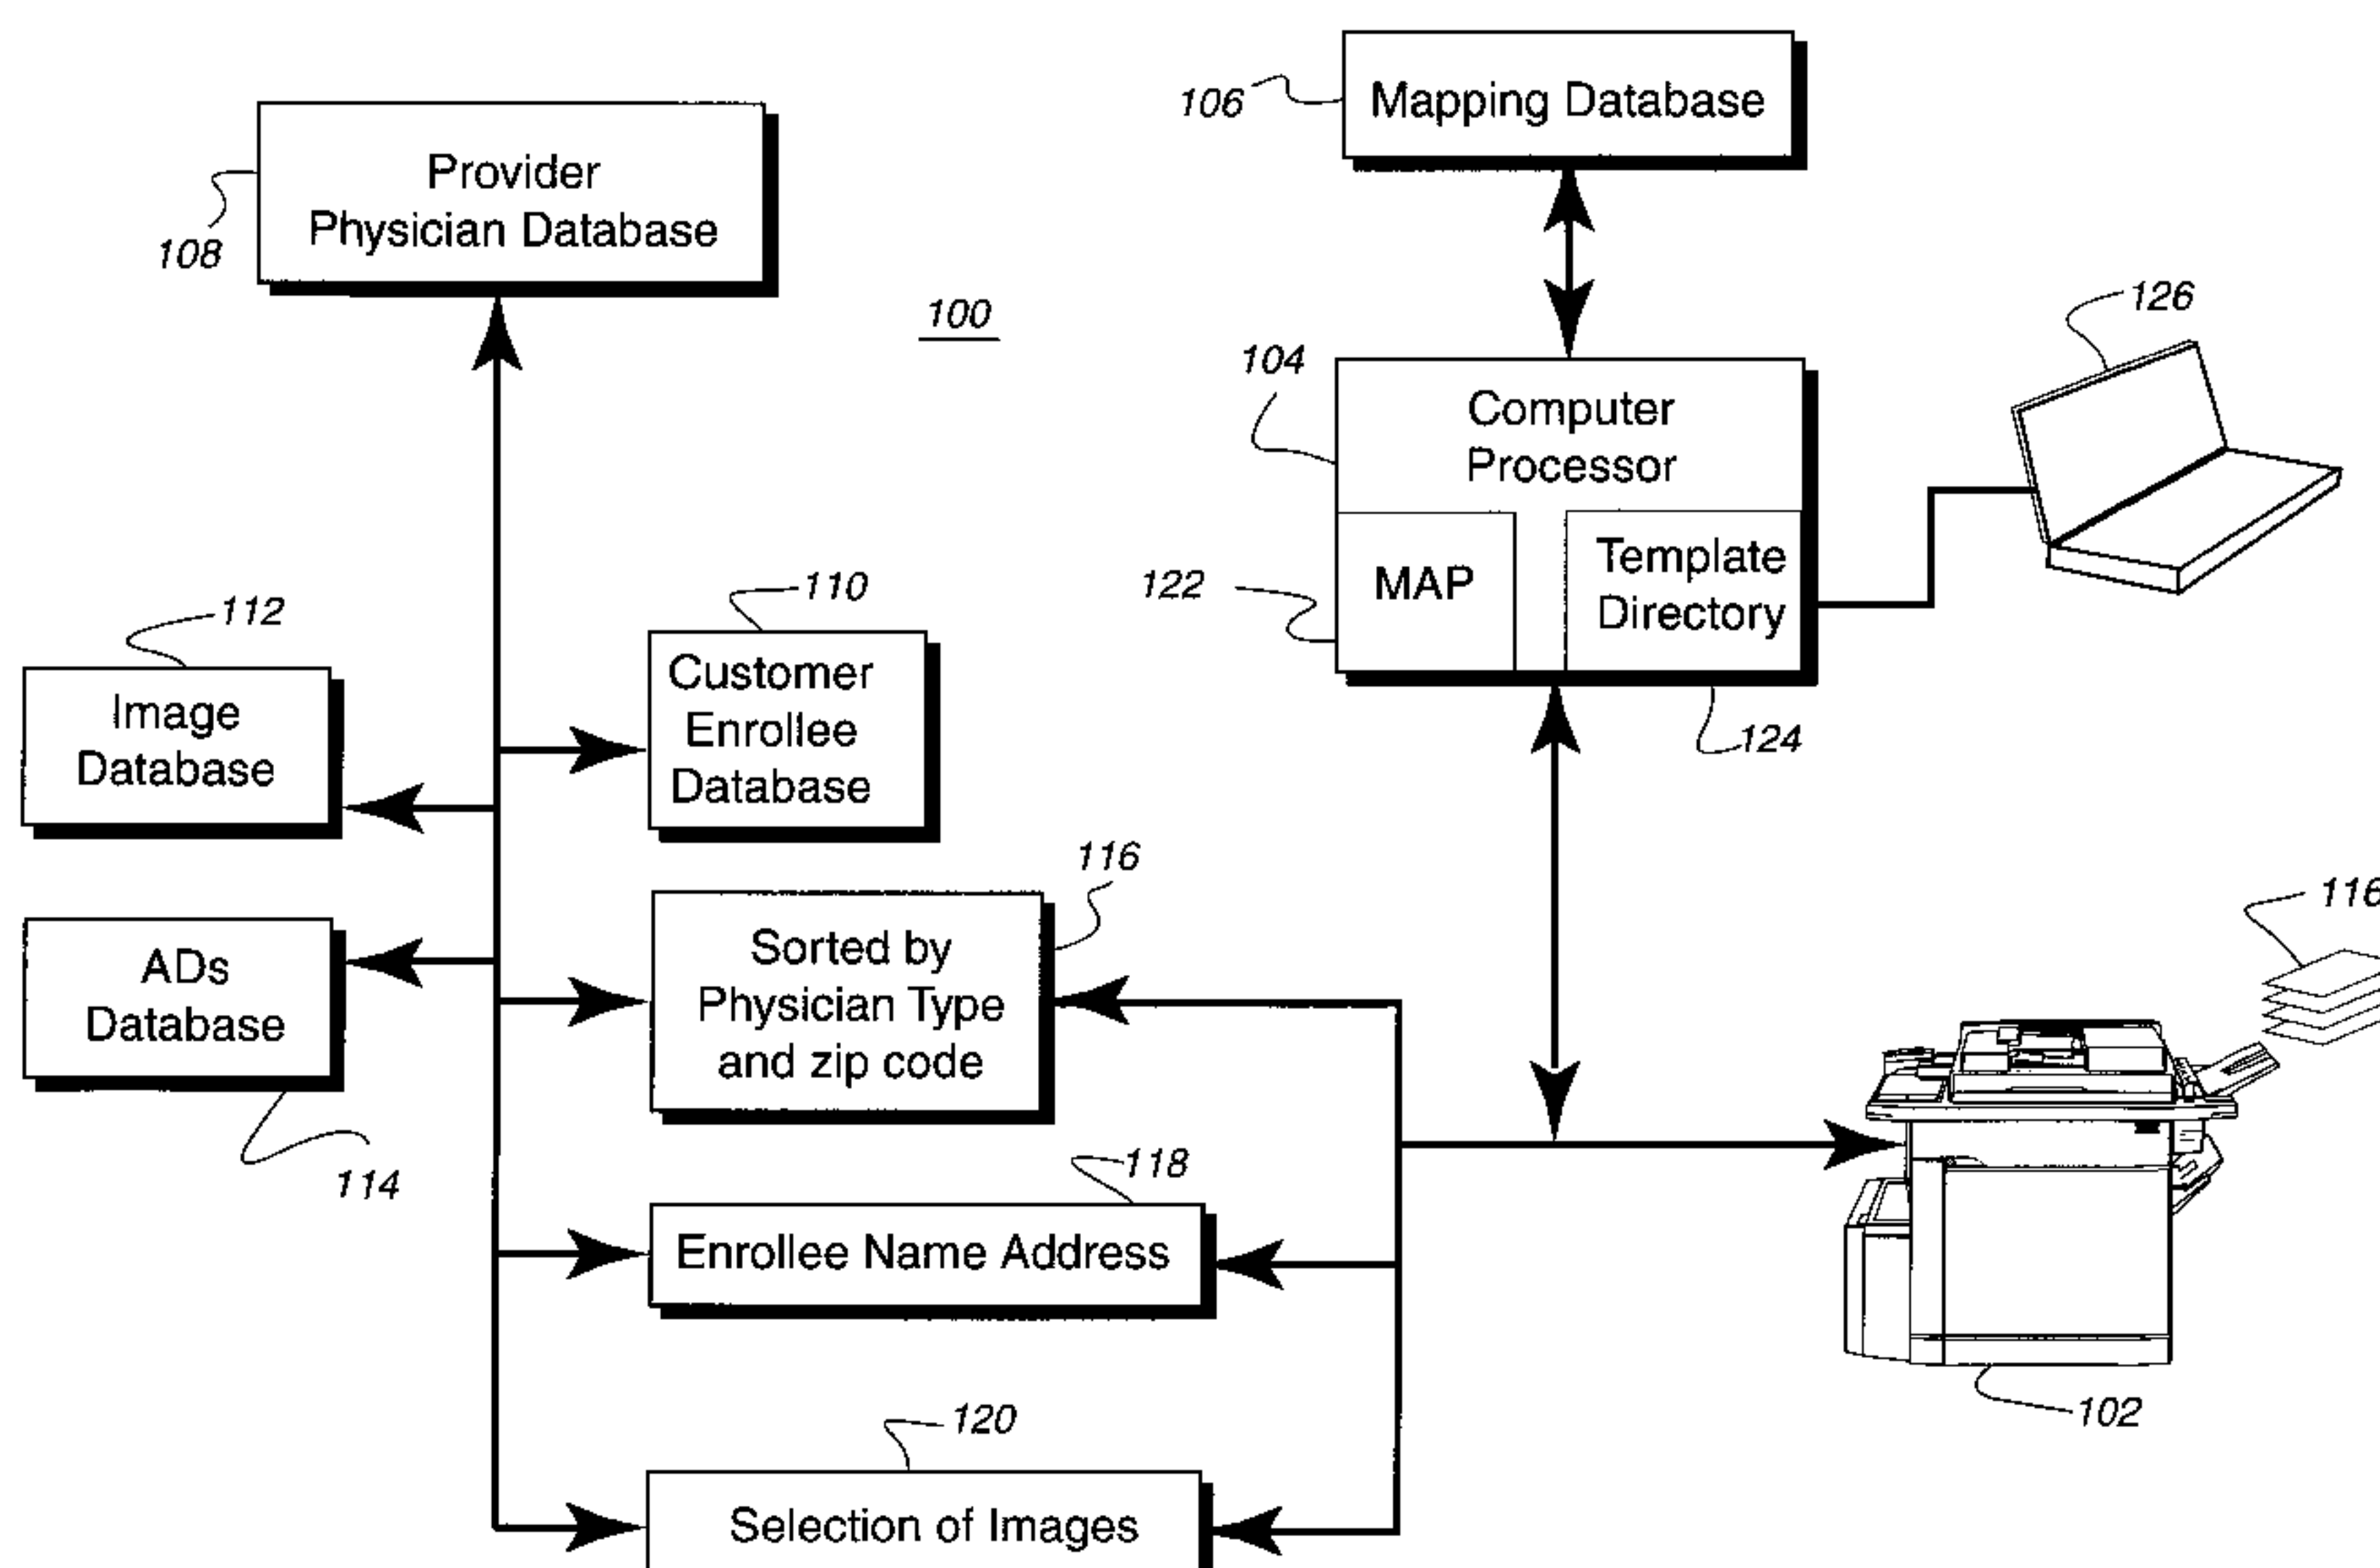 106
Mapping Database
Provider
Physician Database
108
100
126
104
Computer
Processor
MAP
Template
Directory
122
124
112
110
Image
Database
Customer
Enrollee
Database
116
116
ADs
Database
Sorted by
Physician Type
and zip code
114
118
Enrollee Name Address
102
120
Selection of Images